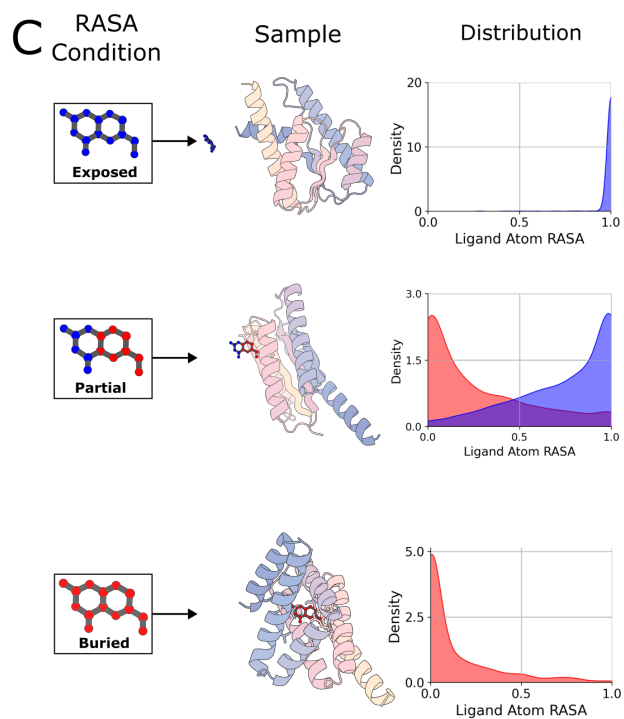 C
RASA
Condition
Sample
Distribution
Exposed
20
10
0
Density
0.0
0.5
1.0
Ligand Atom RASA
Partial
3.0
1.5
0.0
Density
0.0
0.5
1.0
Ligand Atom RASA
Buried
5.0
2.5
0.0
Density
0.0
0.5
1.0
Ligand Atom RASA